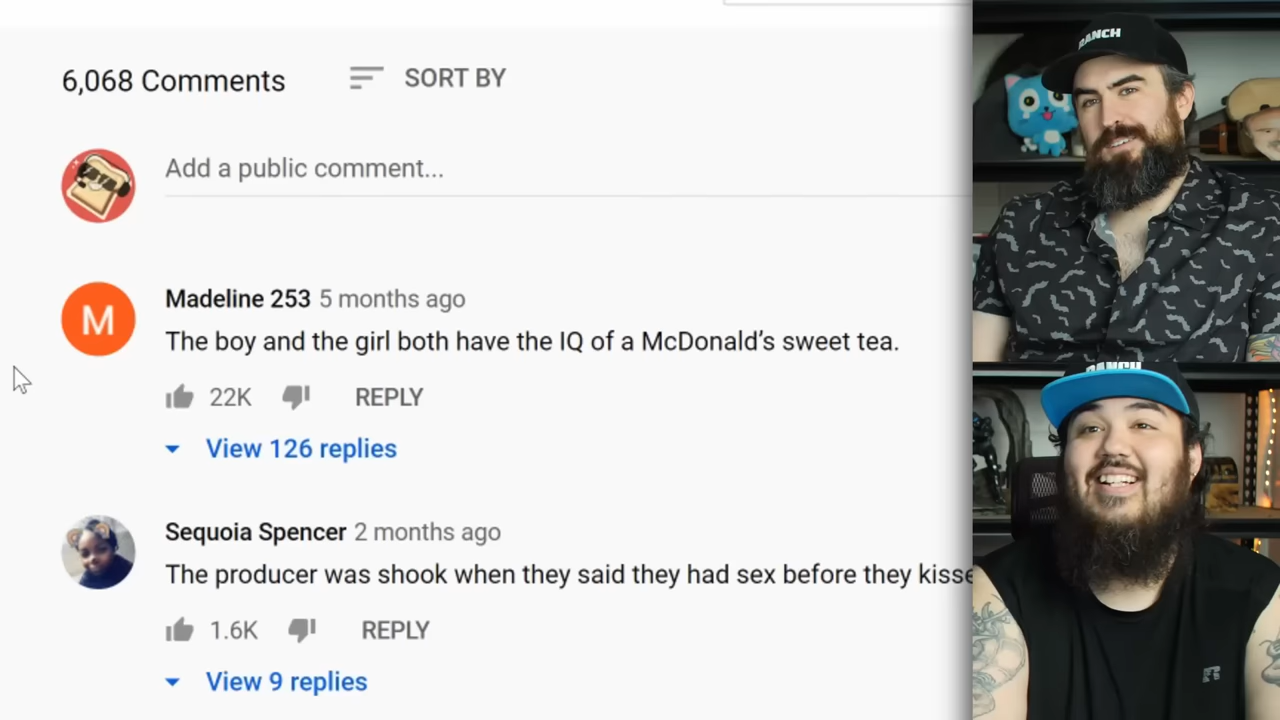 6,068 Comments
SORT BY
Add a public comment...
Madeline 253 5 months ago
The boy and the girl both have the IQ of a McDonald's sweet tea.
22K
REPLY
View 126 replies
Sequoia Spencer 2 months ago
The producer was shook when they said they had sex before they kisse
1.6K
REPLY
View 9 replies
M
RANCH
RANCH